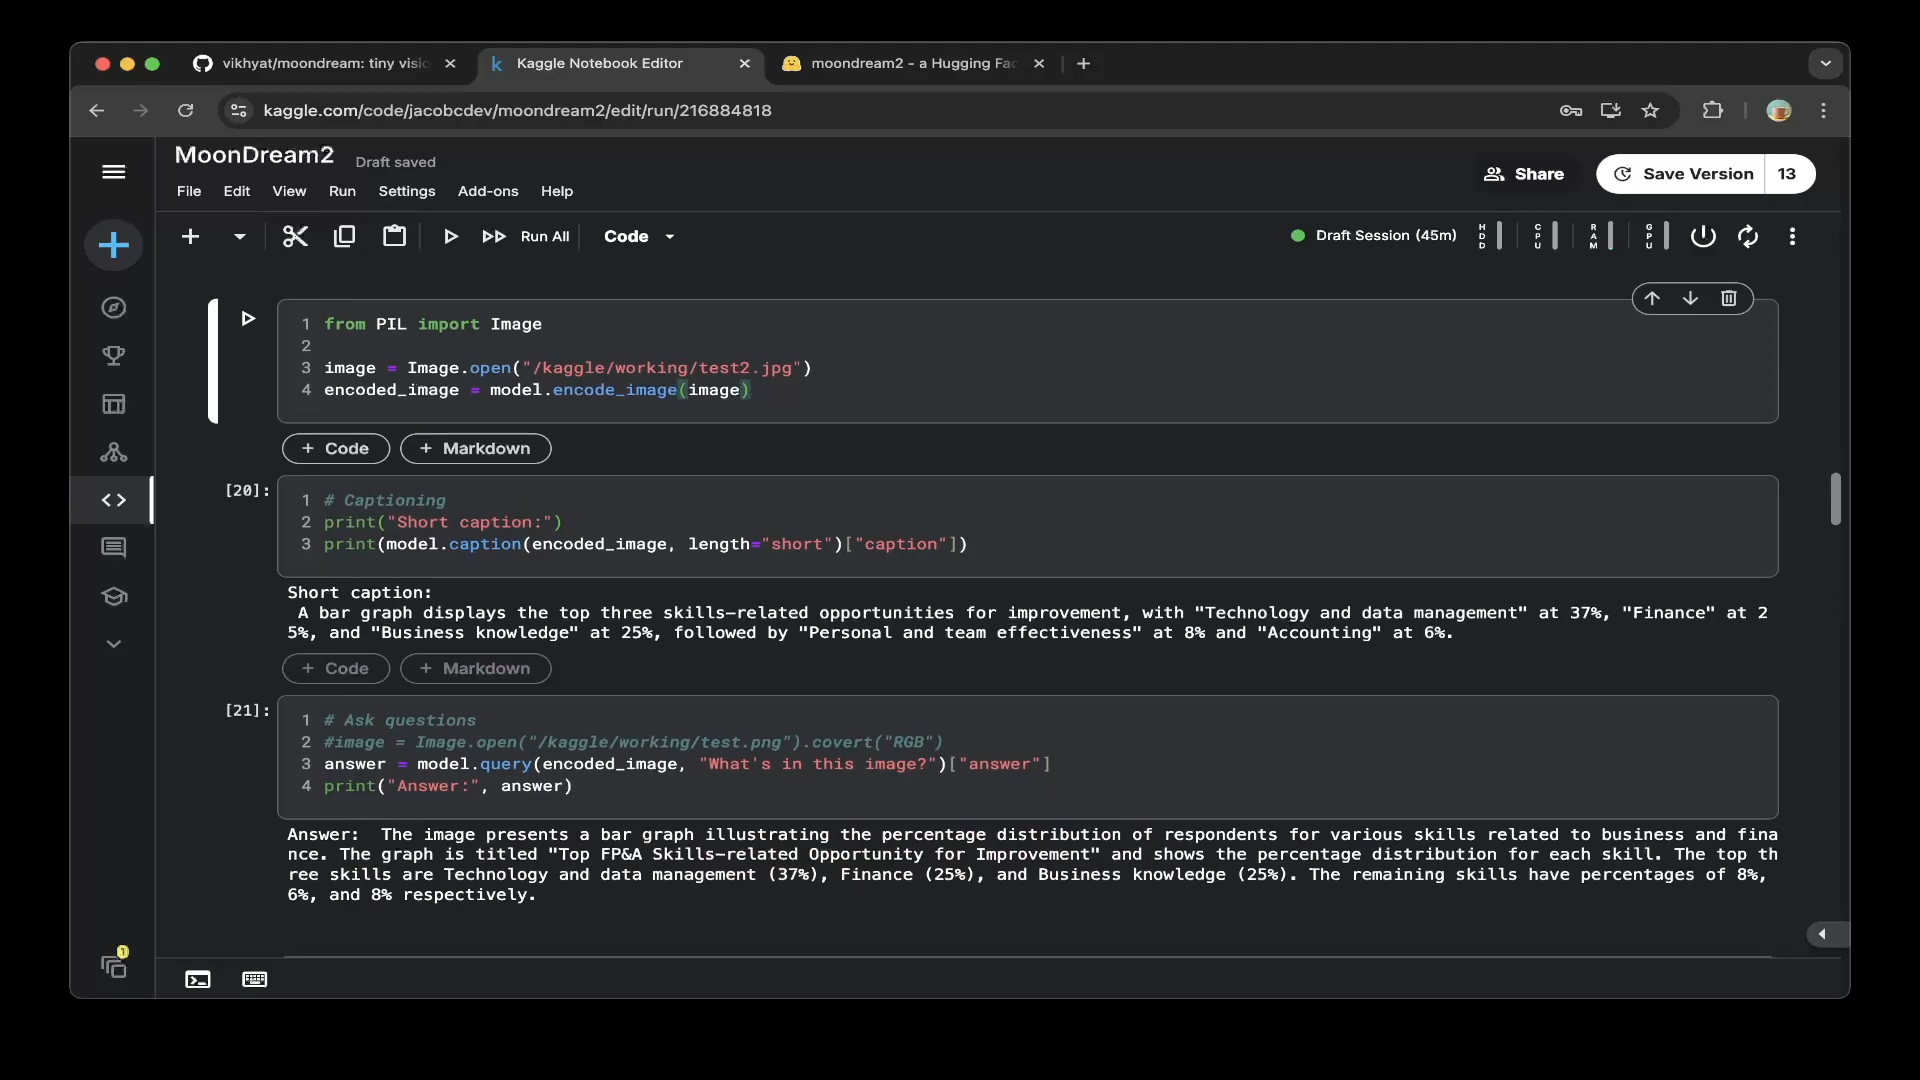 vikhyat/moondream: tiny visio
Kaggle Notebook Editor
moondream2 - a Hugging Fac
kaggle.com/code/jacobcdev/moondream2/edit/run/216884818
MoonDream2 Draft saved
Share
Save Version 13
File Edit View Run Settings Add-ons Help
Run All
Code
Draft Session (45m)
HDD
CPU
RAM
GPU
1 from PIL import Image
2
3 image = Image.open("/kaggle/working/test2.jpg")
4 encoded_image = model.encode_image(image)
+ Code + Markdown
[20]:
1 # Captioning
2 print("Short caption:")
3 print(model.caption(encoded_image, length="short")["caption"])
Short caption:
A bar graph displays the top three skills-related opportunities for improvement, with "Technology and data management" at 37%, "Finance" at 2
5%, and "Business knowledge" at 25%, followed by "Personal and team effectiveness" at 8% and "Accounting" at 6%.
+ Code + Markdown
[21]:
1 # Ask questions
2 #image = Image.open("/kaggle/working/test.png").covert("RGB")
3 answer = model.query(encoded_image, "What's in this image?")["answer"]
4 print("Answer:", answer)
Answer:  The image presents a bar graph illustrating the percentage distribution of respondents for various skills related to business and fina
nce. The graph is titled "Top FP&A Skills-related Opportunity for Improvement" and shows the percentage distribution for each skill. The top th
ree skills are Technology and data management (37%), Finance (25%), and Business knowledge (25%). The remaining skills have percentages of 8%,
6%, and 8% respectively.
1